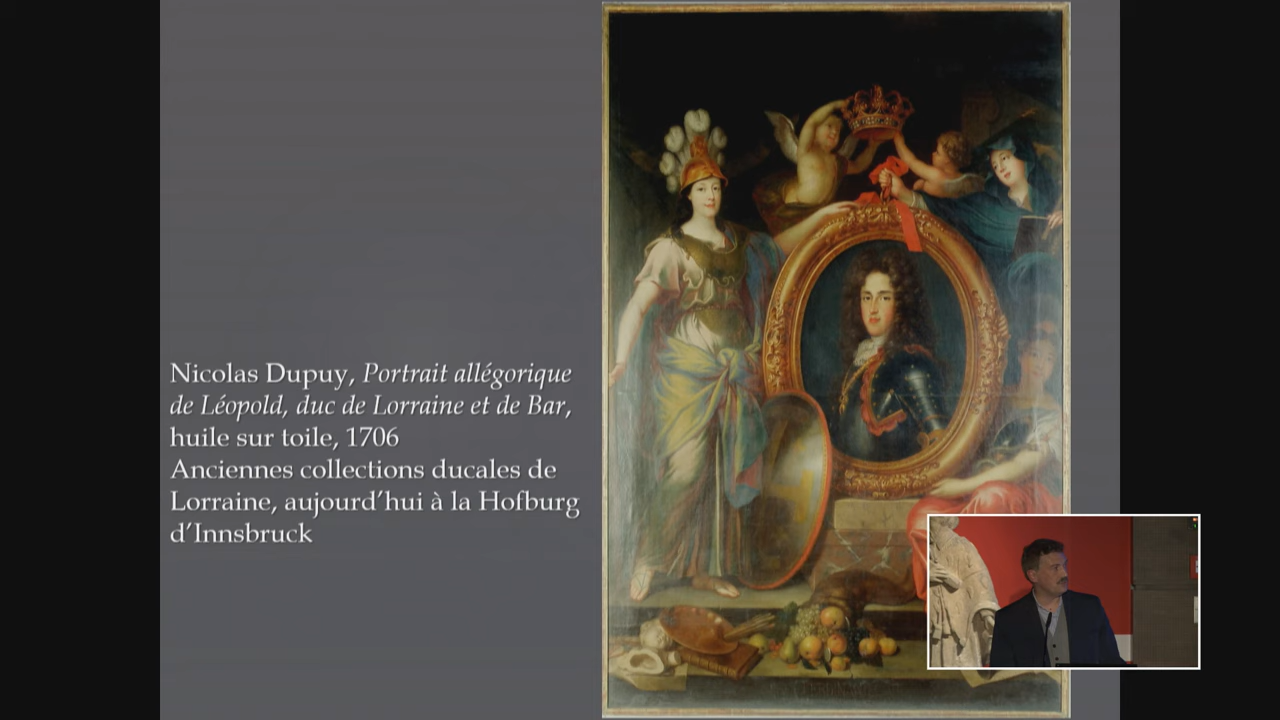 Nicolas Dupuy, Portrait allégorique
de Léopold, duc de Lorraine et de Bar,
huile sur toile, 1706
Anciennes collections ducales de
Lorraine, aujourd’hui à la Hofburg
d’Innsbruck